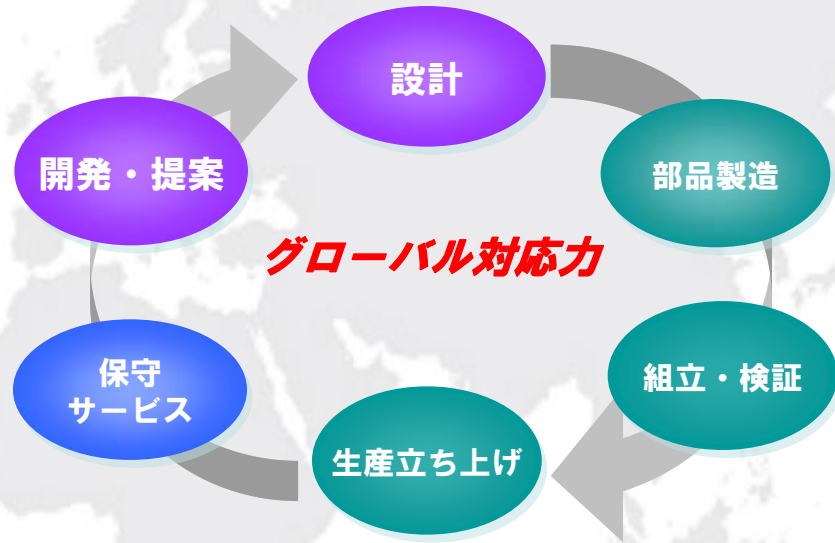 設計
開発・提案
部品製造
グローバル対応力
保守
サービス
組立・検証
生産立ち上げ